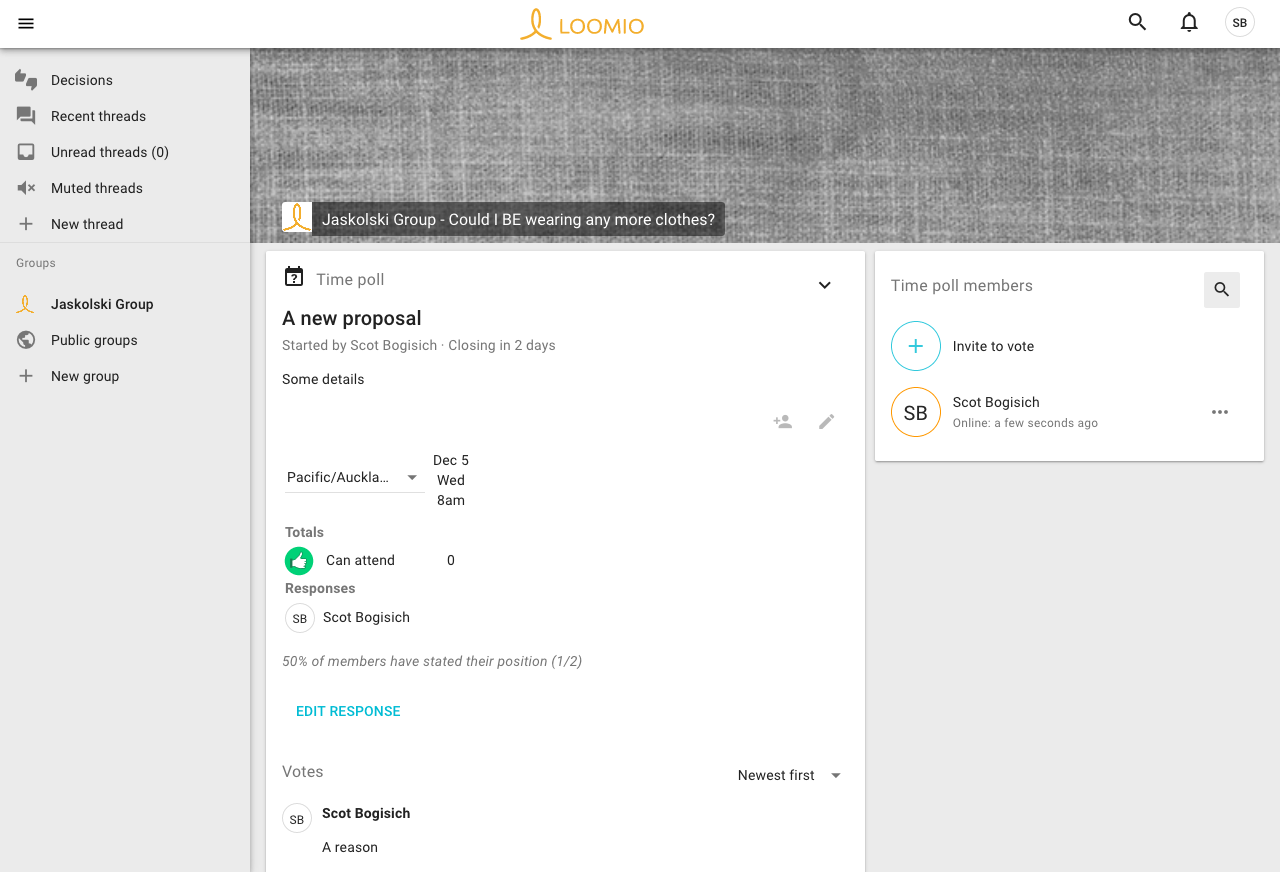 LOOMIO
SB
Decisions
Recent threads
Unread threads (0)
Muted threads
New thread
Groups
Jaskolski Group
Public groups
New group
Jaskolski Group - Could I BE wearing any more clothes?
Time poll
A new proposal
Started by Scot Bogisich · Closing in 2 days
Some details
Pacific/Auckla...
Dec 5
Wed
8am
Totals
Can attend 0
Responses
SB Scot Bogisich
50% of members have stated their position (1/2)
EDIT RESPONSE
Votes
Newest first
SB Scot Bogisich
A reason
Time poll members
Invite to vote
SB Scot Bogisich
Online: a few seconds ago